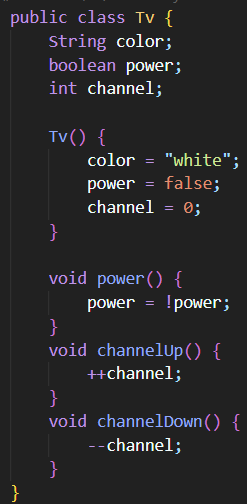 public class Tv {
    String color;
    boolean power;
    int channel;

    Tv() {
        color = "white";
        power = false;
        channel = 0;
    }

    void power() {
        power = !power;
    }
    void channelUp() {
        ++channel;
    }
    void channelDown() {
        --channel;
    }
}